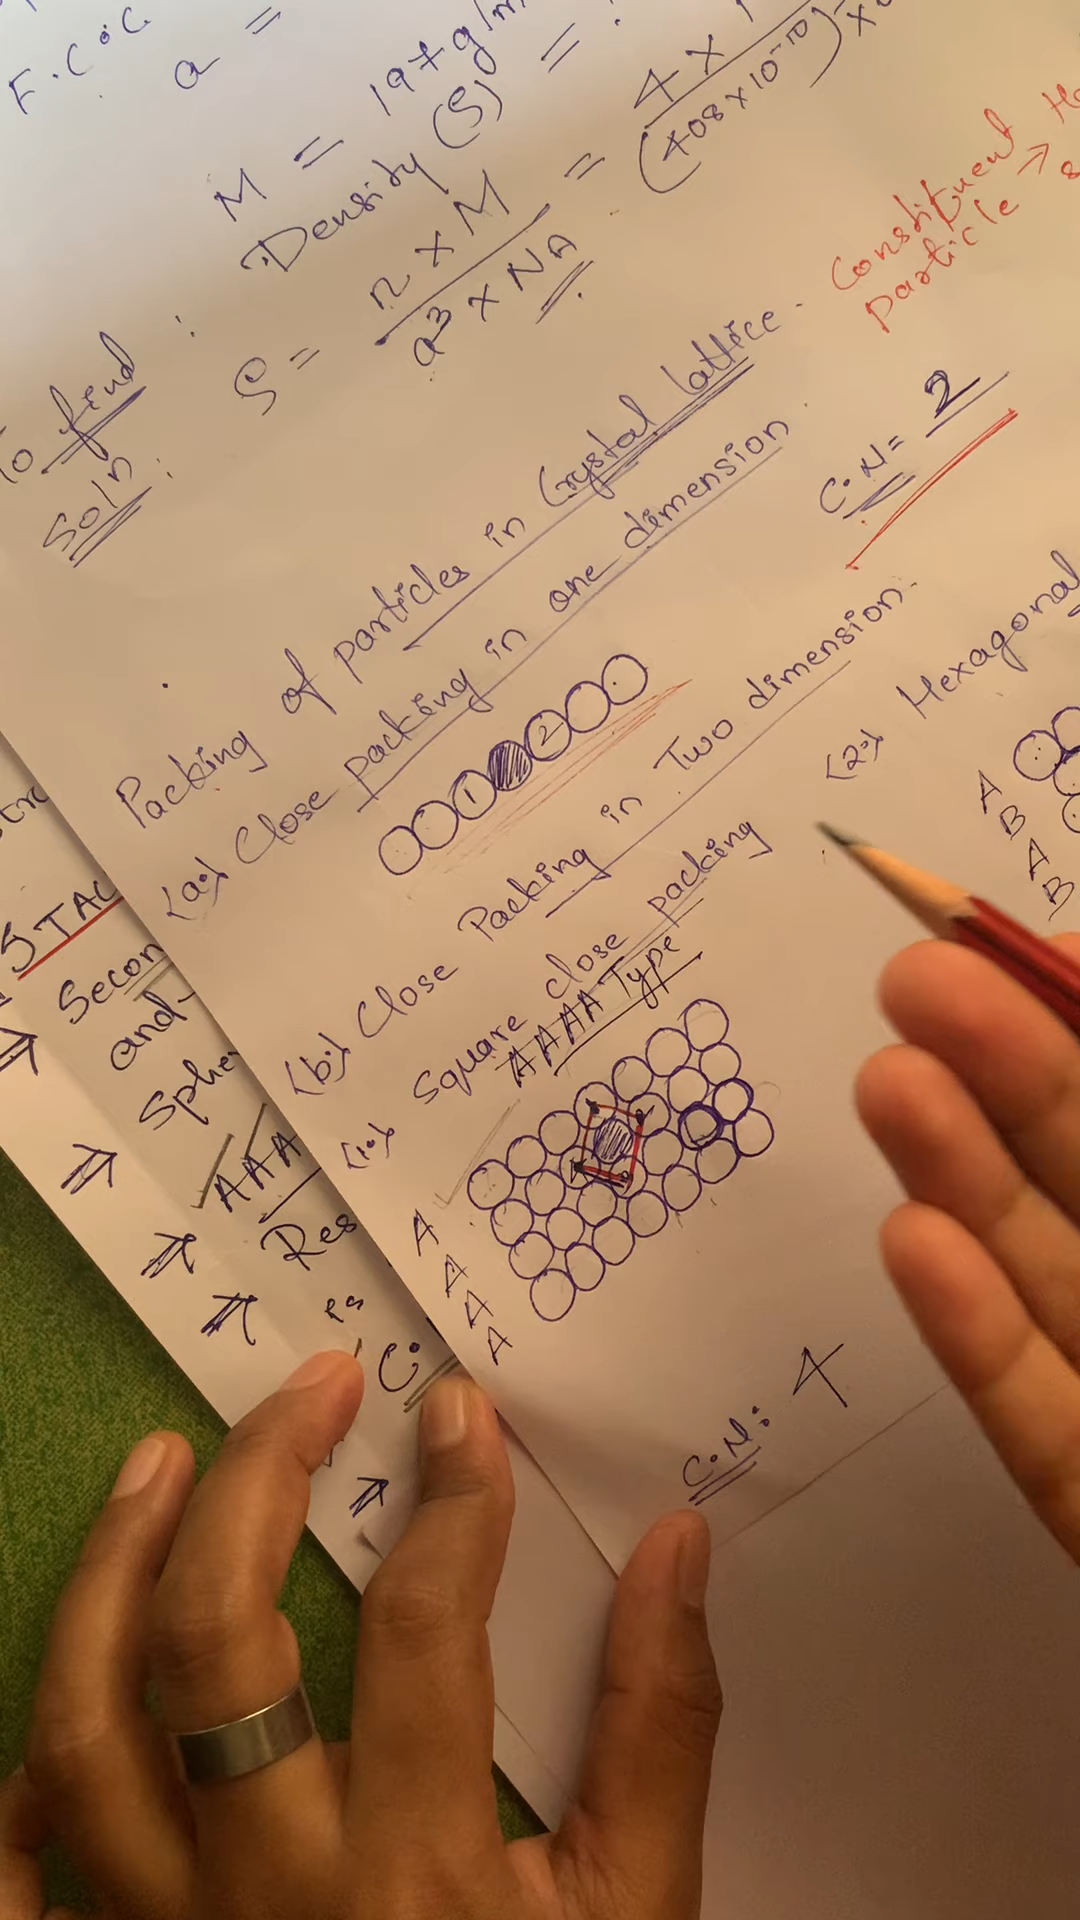 F.C.C
a =
M = 197 g/m
Density (S) = ?
To find :
Soln :
S = n × M / a³ × NA = 4 × / (408×10⁻¹⁰)
Constituent
particle →
Packing of particles in Crystal lattice.
(a.) Close packing in one dimension
C.N = 2
1 2
(b.) Close Packing in Two dimension.
(1.) Square close packing
AAAA Type
A
A
A
A
C.N: 4
(2.) Hexagonal
A
B
A
B
STAC
⇒ Secon
and
Sphe
⇒ AAA
⇒ Res
⇒ is
C.
⇒